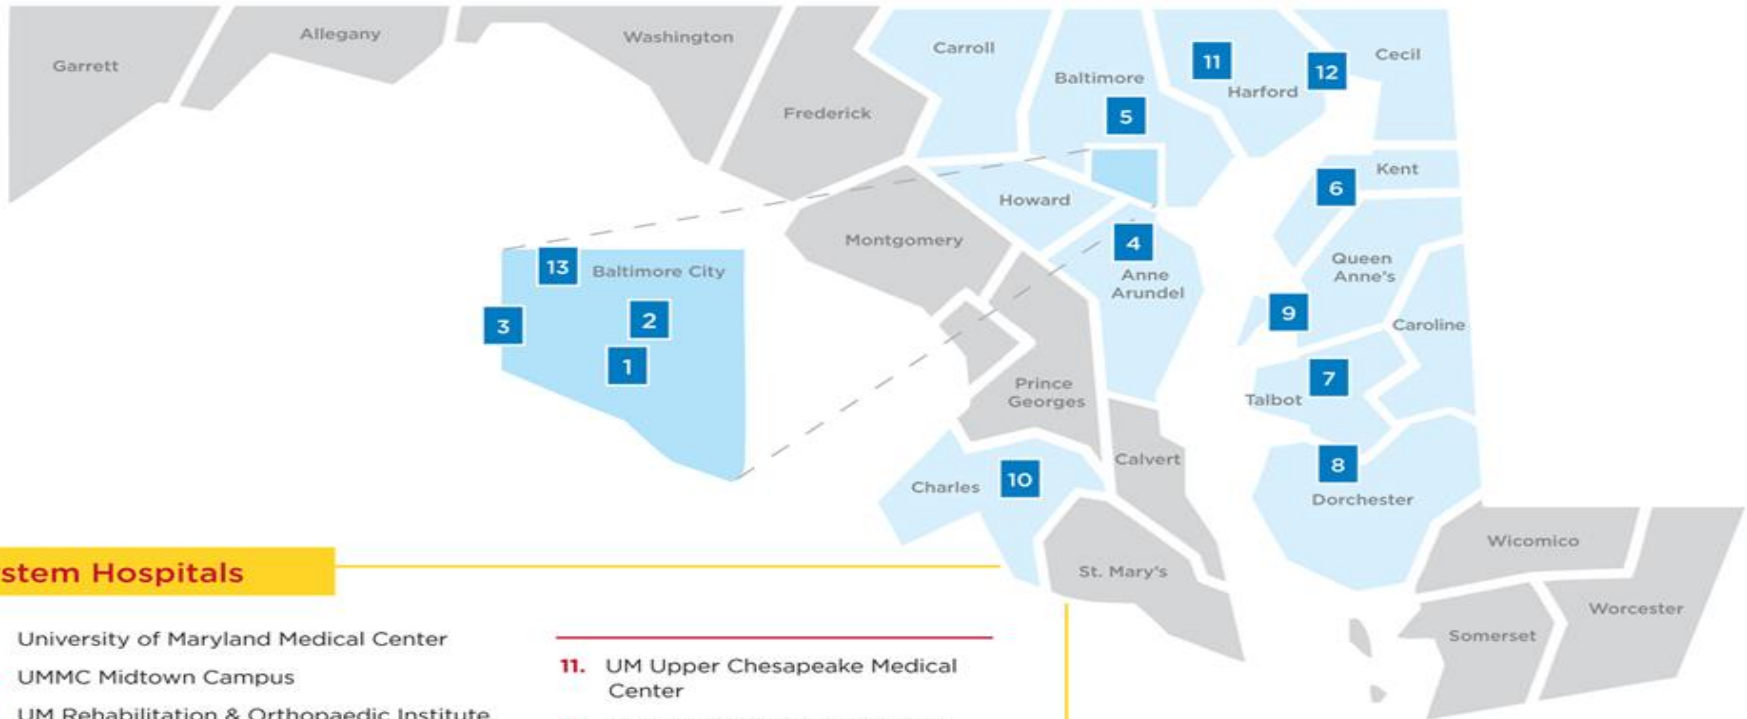 Garrett
Allegany
Washington
Frederick
Carroll
Baltimore
5
11
Harford
12
Cecil
Kent
6
Howard
Montgomery
4
Anne
Arundel
Queen
Anne's
9
Caroline
13
Baltimore City
3
2
1
Prince
Georges
7
Talbot
8
Dorchester
Calvert
Charles
10
St. Mary's
Wicomico
Worcester
Somerset
stem Hospitals
University of Maryland Medical Center
UMMC Midtown Campus
UM Rehabilitation & Orthopaedic Institute
11. UM Upper Chesapeake Medical
Center